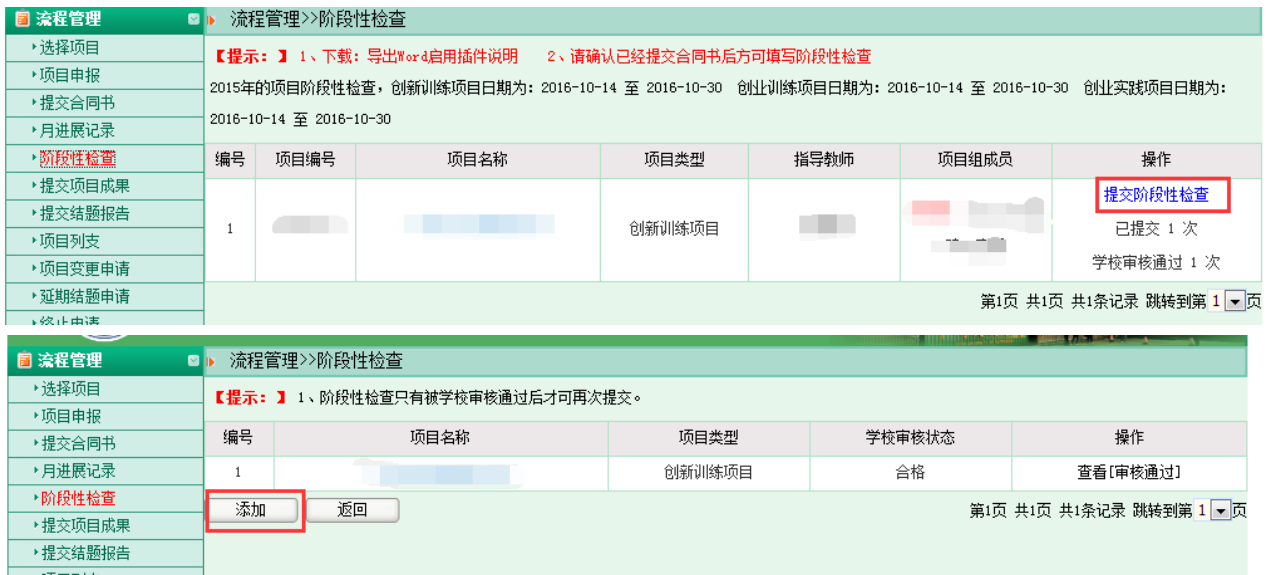 流程管理
流程管理>>阶段性检查
选择项目
项目申报
提交合同书
月进展记录
阶段性检查
提交项目成果
提交结题报告
项目列支
项目变更申请
延期结题申请
终止申请
【提示:】 1、下载: 导出Word启用插件说明 2、请确认已经提交合同书后方可填写阶段性检查
2015年的项目阶段性检查, 创新训练项目日期为: 2016-10-14 至 2016-10-30 创业训练项目日期为: 2016-10-14 至 2016-10-30 创业实践项目日期为:
2016-10-14 至 2016-10-30
编号 项目编号 项目名称 项目类型 指导教师 项目组成员 操作
提交阶段性检查
1 创新训练项目 已提交 1 次
学校审核通过 1 次
第1页 共1页 共1条记录 跳转到第 1 页
流程管理
流程管理>>阶段性检查
选择项目
项目申报
提交合同书
月进展记录
阶段性检查
提交项目成果
提交结题报告
【提示:】 1、阶段性检查只有被学校审核通过后才可再次提交。
编号 项目名称 项目类型 学校审核状态 操作
1 创新训练项目 合格 查看[审核通过]
添加 返回 第1页 共1页 共1条记录 跳转到第 1 页